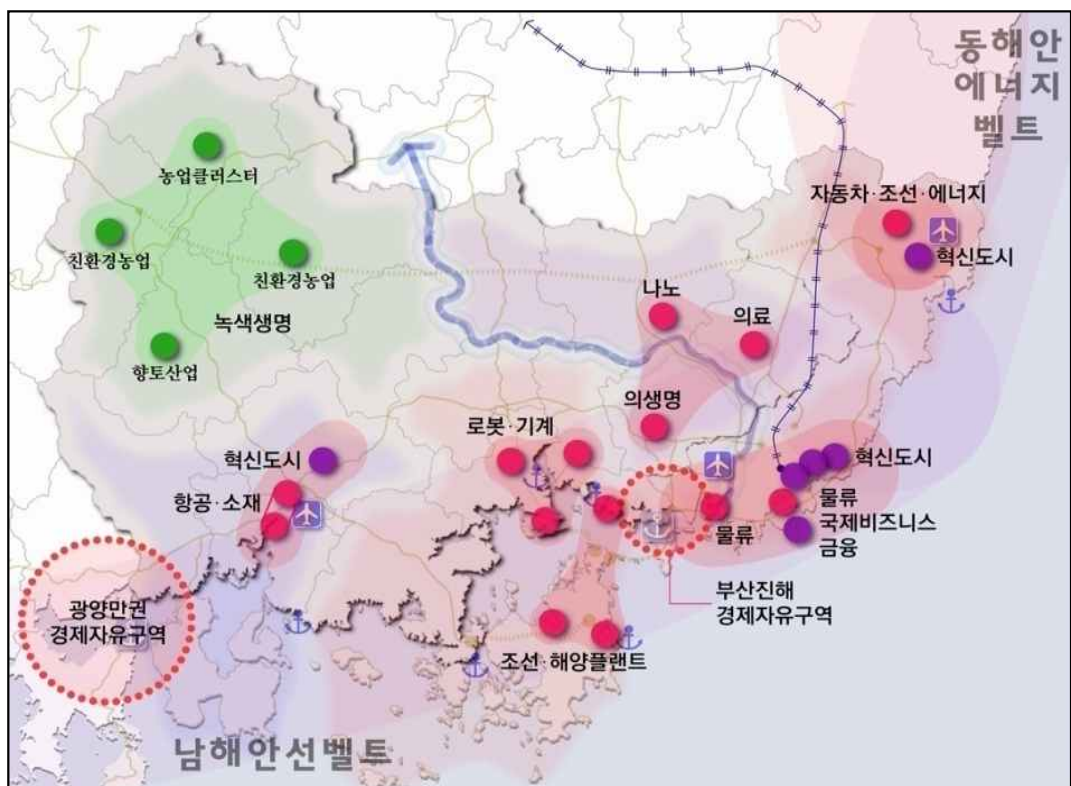 동해안
에너지
벨트
농업클러스터
자동차·조선·에너지
친환경농업
친환경농업
혁신도시
나노
녹색생명
의료
향토산업
의생명
로봇·기계
혁신도시
혁신도시
항공·소재
물류
물류
국제비즈니스
금융
부산진해
경제자유구역
광양만권
경제자유구역
조선·해양플랜트
남해안선벨트